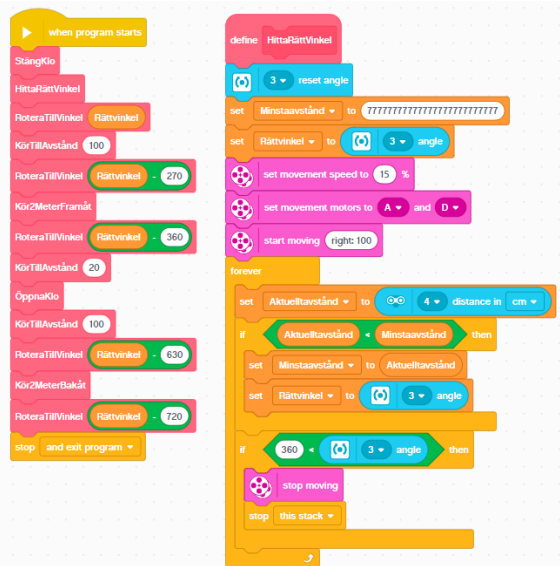 when program starts
StängKlo
HittaRättVinkel
RoteraTillVinkel Rättvinkel
KörTillAvstånd 100
RoteraTillVinkel Rättvinkel - 270
Kör2MeterFramåt
RoteraTillVinkel Rättvinkel - 360
KörTillAvstånd 20
ÖppnaKlo
KörTillAvstånd 100
RoteraTillVinkel Rättvinkel - 630
Kör2MeterBakåt
RoteraTillVinkel Rättvinkel - 720
stop and exit program
define HittaRättVinkel
3 reset angle
set Minstaavstånd to 77777777777777777777777777
set Rättvinkel to 3 angle
set movement speed to 15 %
set movement motors to A and D
start moving right: 100
forever
set Aktuelltavstånd to 4 distance in cm
if Aktuelltavstånd < Minstaavstånd then
set Minstaavstånd to Aktuelltavstånd
set Rättvinkel to 3 angle
if 360 < 3 angle then
stop moving
stop this stack